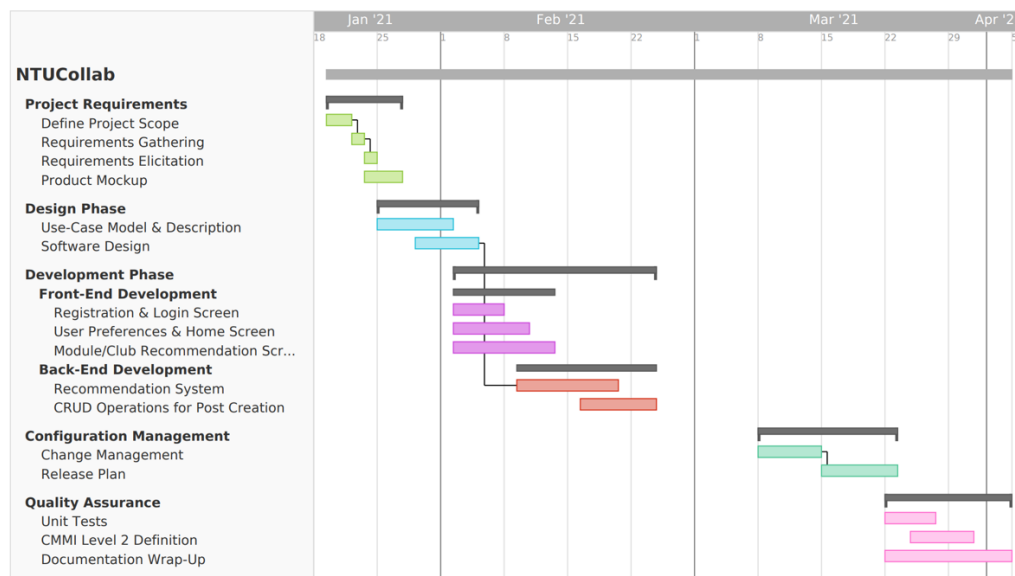 Jan '21 Feb '21 Mar '21 Apr '2
18 25 1 8 15 22 1 8 15 22 29 5
NTUCollab
Project Requirements
Define Project Scope
Requirements Gathering
Requirements Elicitation
Product Mockup
Design Phase
Use-Case Model & Description
Software Design
Development Phase
Front-End Development
Registration & Login Screen
User Preferences & Home Screen
Module/Club Recommendation Scr...
Back-End Development
Recommendation System
CRUD Operations for Post Creation
Configuration Management
Change Management
Release Plan
Quality Assurance
Unit Tests
CMMI Level 2 Definition
Documentation Wrap-Up